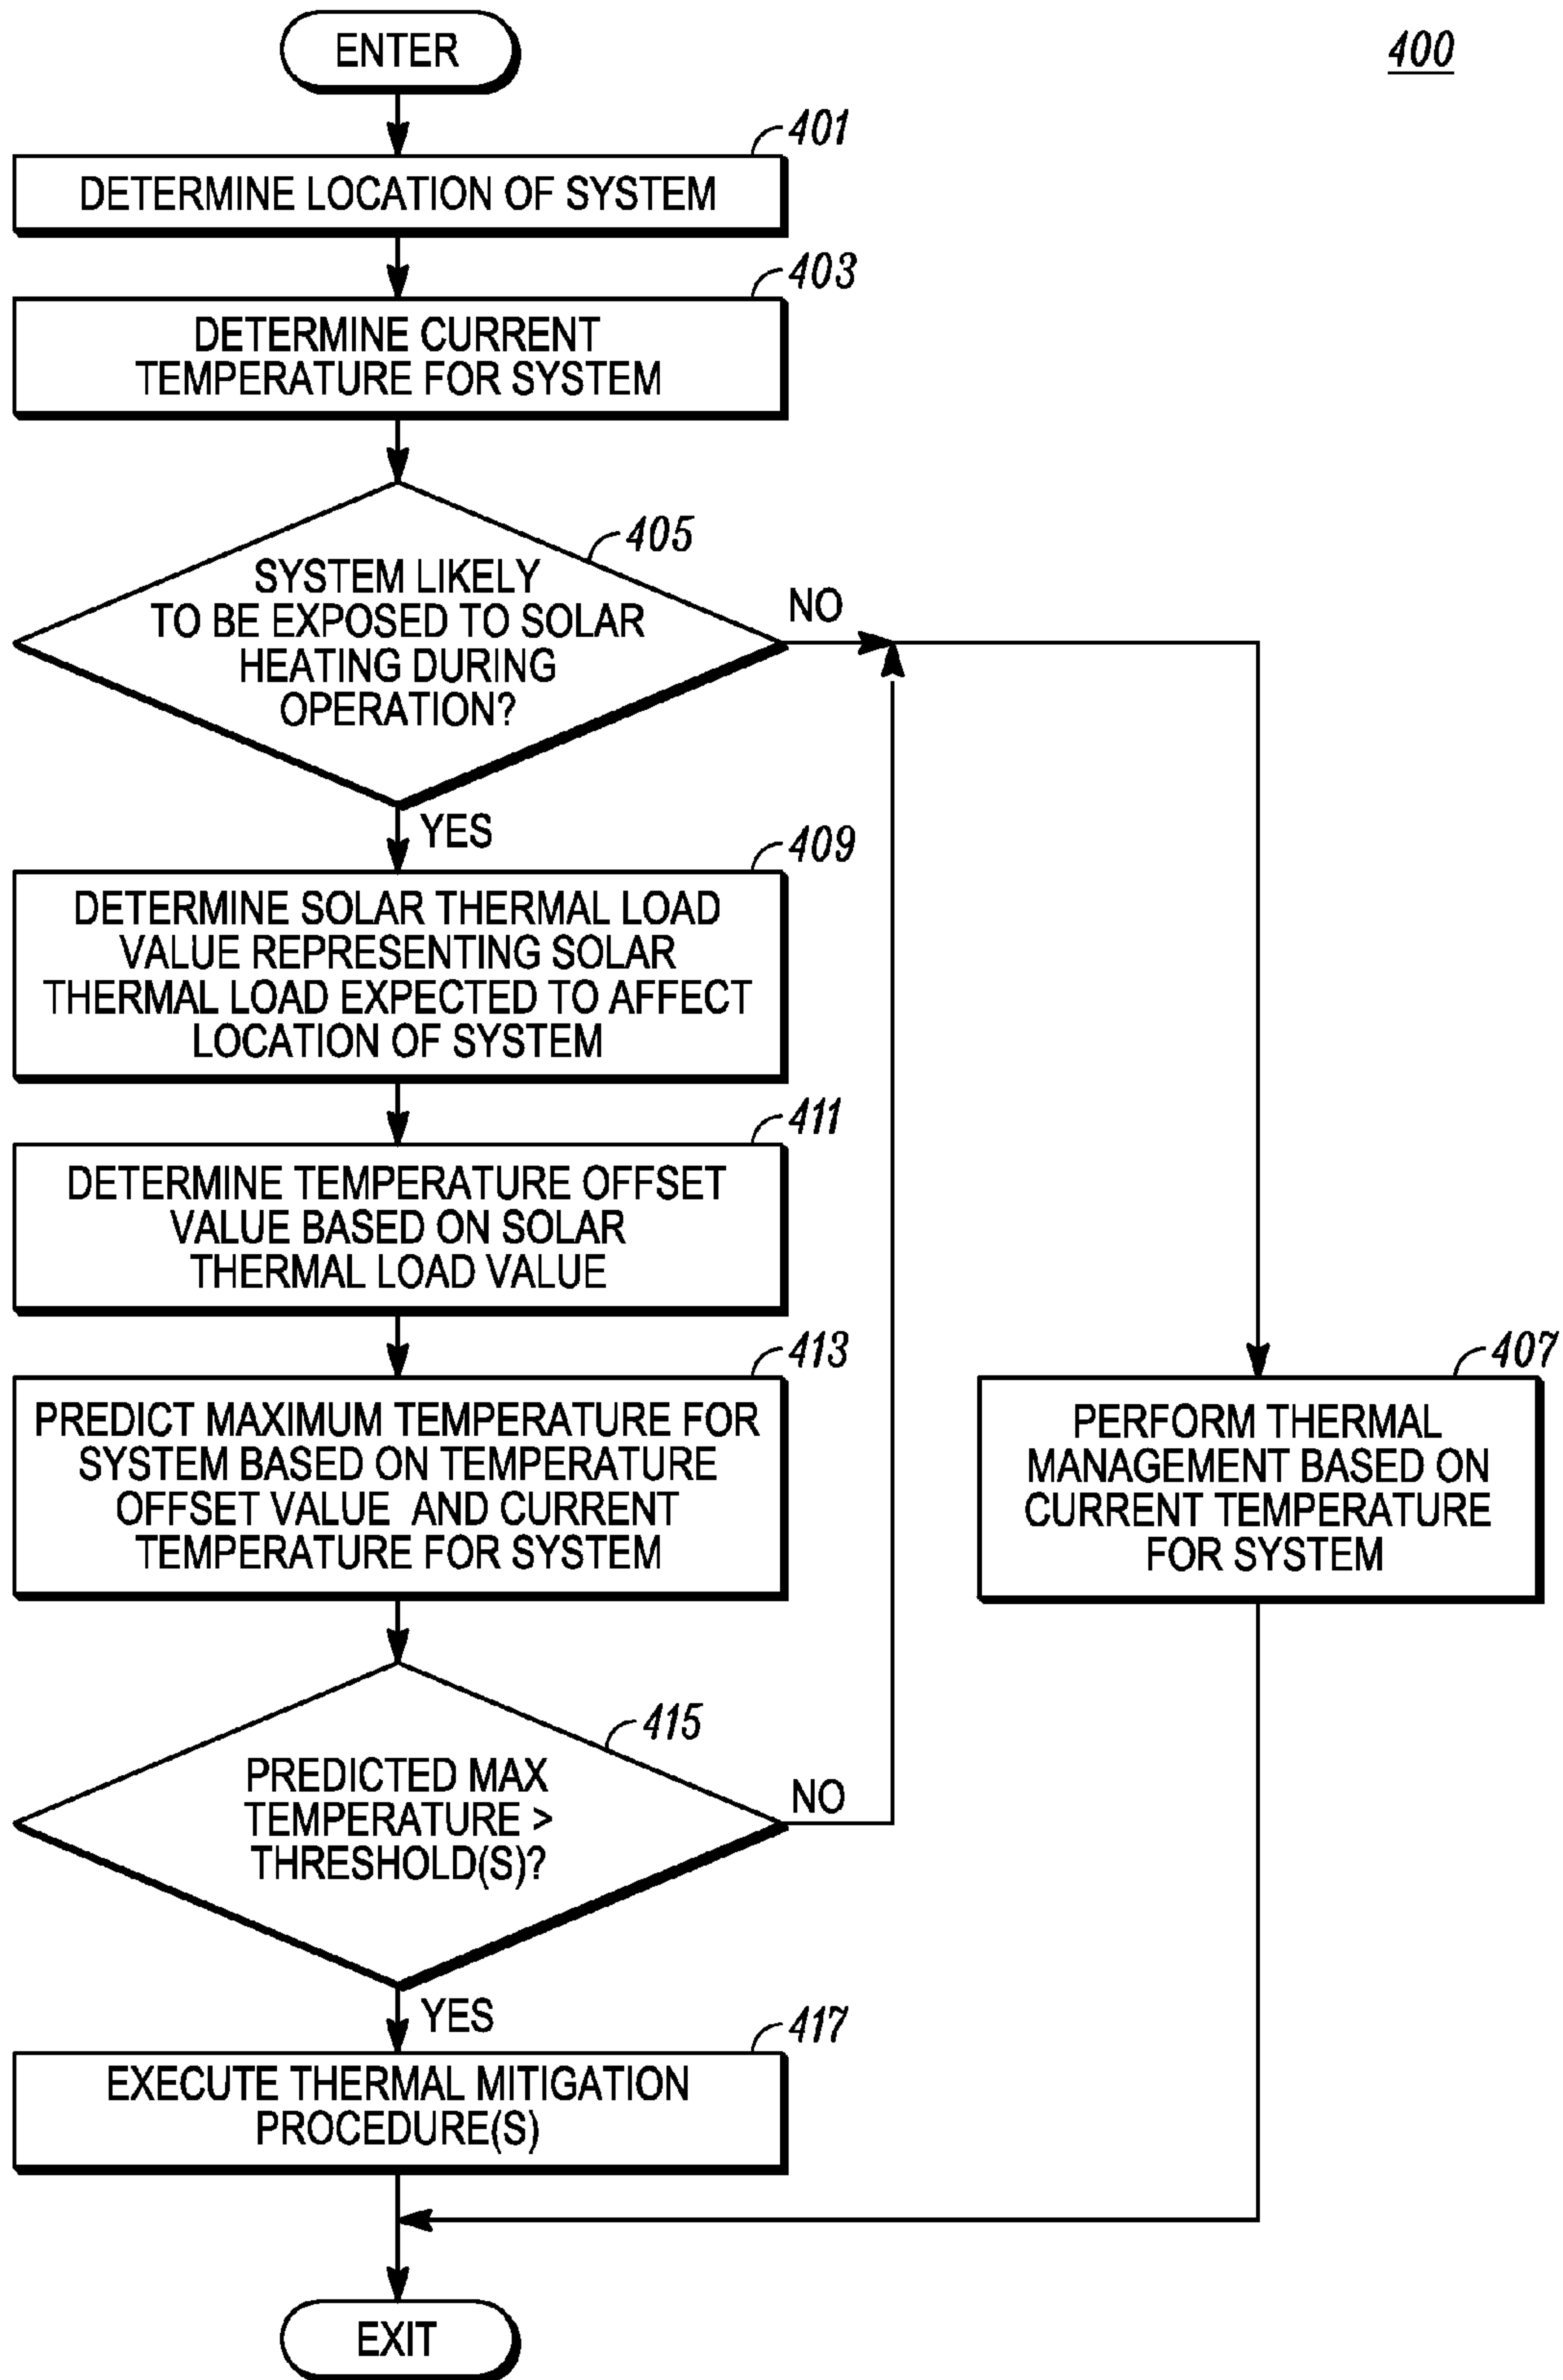 400
ENTER
401
DETERMINE LOCATION OF SYSTEM
403
DETERMINE CURRENT
TEMPERATURE FOR SYSTEM
405
SYSTEM LIKELY
TO BE EXPOSED TO SOLAR
HEATING DURING
OPERATION?
NO
YES
409
DETERMINE SOLAR THERMAL LOAD
VALUE REPRESENTING SOLAR
THERMAL LOAD EXPECTED TO AFFECT
LOCATION OF SYSTEM
411
DETERMINE TEMPERATURE OFFSET
VALUE BASED ON SOLAR
THERMAL LOAD VALUE
413
PREDICT MAXIMUM TEMPERATURE FOR
SYSTEM BASED ON TEMPERATURE
OFFSET VALUE AND CURRENT
TEMPERATURE FOR SYSTEM
407
PERFORM THERMAL
MANAGEMENT BASED ON
CURRENT TEMPERATURE
FOR SYSTEM
415
PREDICTED MAX
TEMPERATURE >
THRESHOLD(S)?
NO
YES
417
EXECUTE THERMAL MITIGATION
PROCEDURE(S)
EXIT